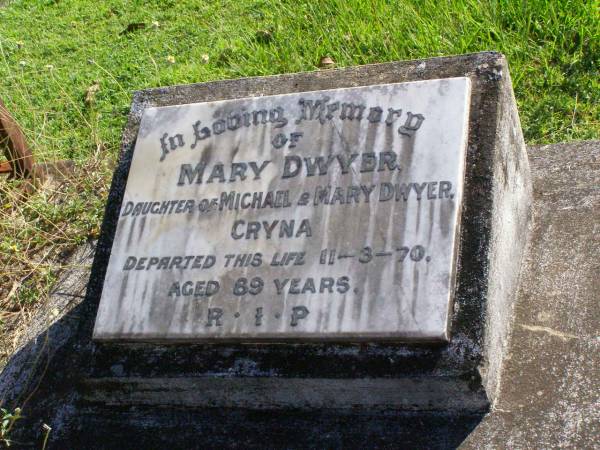 In Loving Memory
OF
MARY DWYER,
DAUGHTER OF MICHAEL & MARY DWYER,
CRYNA
DEPARTED THIS LIFE 11-3-70.
AGED 89 YEARS.
R · I · P